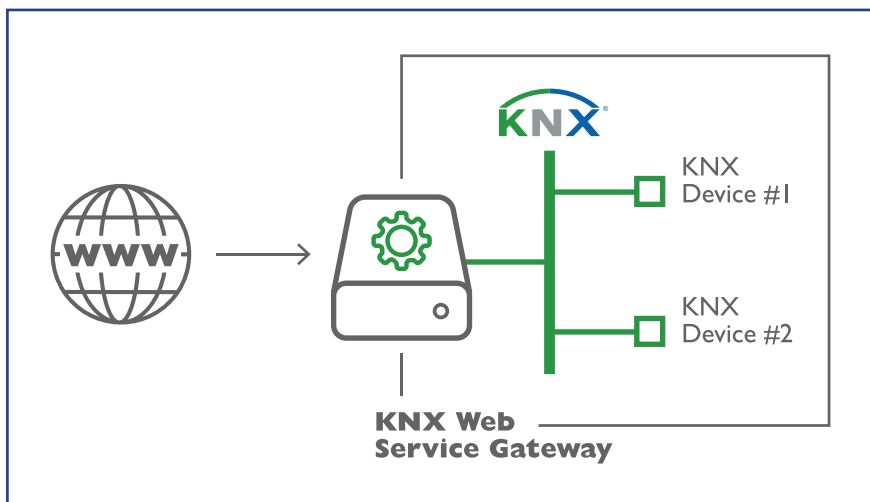 KNX®
KNX
Device #1
WWW
KNX
Device #2
KNX Web
Service Gateway